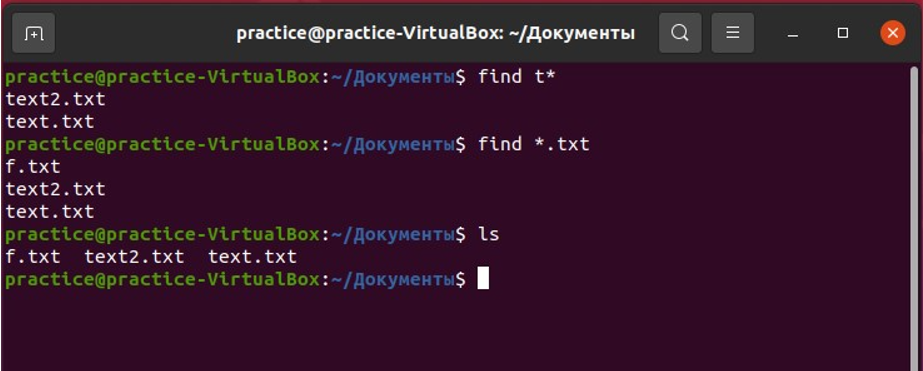 practice@practice-VirtualBox: ~/Документы
practice@practice-VirtualBox:~/Документы$ find t*
text2.txt
text.txt
practice@practice-VirtualBox:~/Документы$ find *.txt
f.txt
text2.txt
text.txt
practice@practice-VirtualBox:~/Документы$ ls
f.txt  text2.txt  text.txt
practice@practice-VirtualBox:~/Документы$